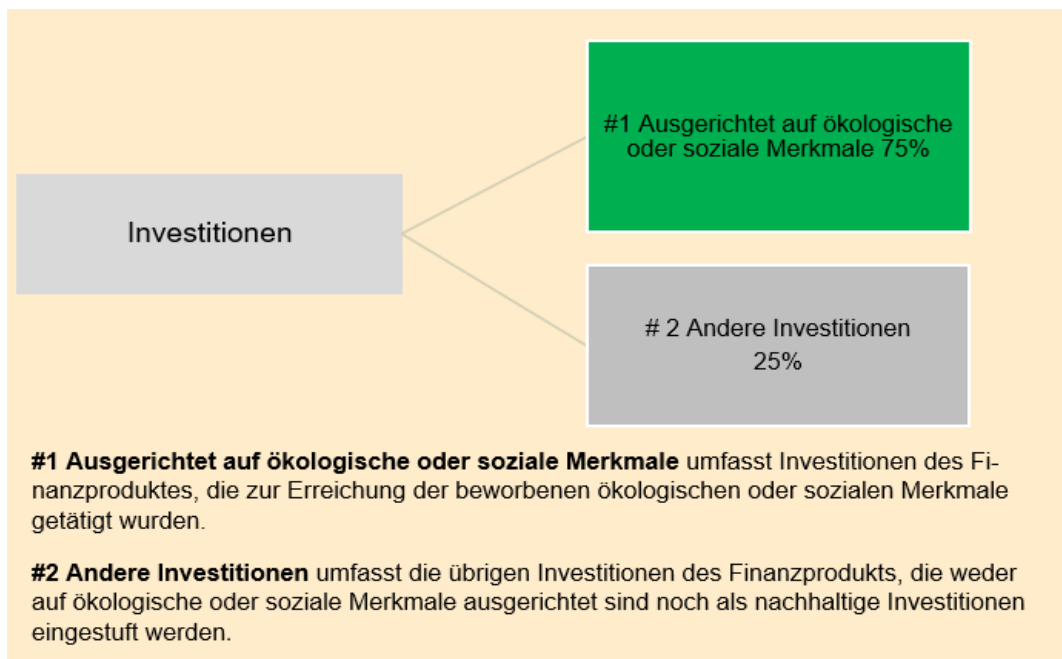 #1 Ausgerichtet auf ökologische
oder soziale Merkmale 75%
Investitionen
# 2 Andere Investitionen
25%
#1 Ausgerichtet auf ökologische oder soziale Merkmale umfasst Investitionen des Fi-
nanzproduktes, die zur Erreichung der beworbenen ökologischen oder sozialen Merkmale
getätigt wurden.
#2 Andere Investitionen umfasst die übrigen Investitionen des Finanzprodukts, die weder
auf ökologische oder soziale Merkmale ausgerichtet sind noch als nachhaltige Investitionen
eingestuft werden.